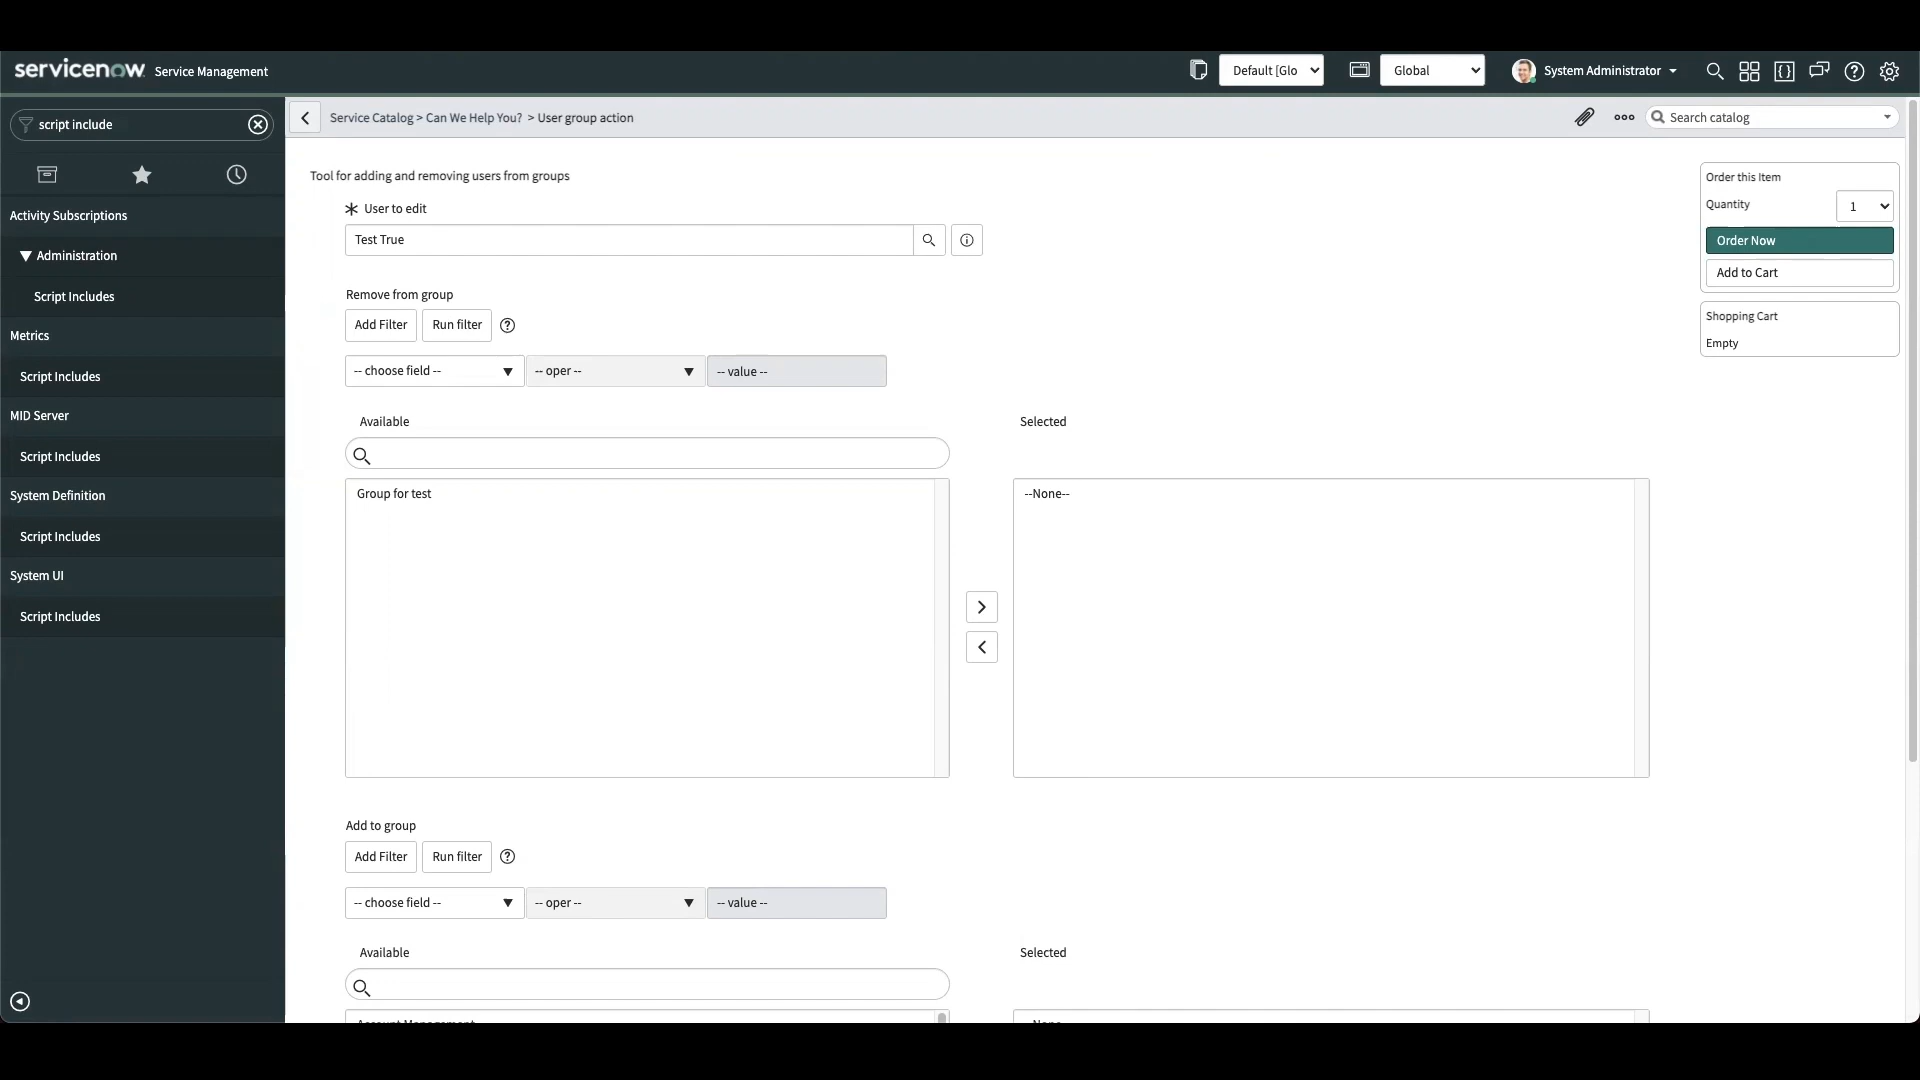 servicenow Service Management
Default [Glo
Global
System Administrator
script include
Service Catalog > Can We Help You? > User group action
Search catalog
Activity Subscriptions
Administration
Script Includes
Metrics
Script Includes
MID Server
Script Includes
System Definition
Script Includes
System UI
Script Includes
Tool for adding and removing users from groups
User to edit
Test True
Remove from group
Add Filter
Run filter
-- choose field --
-- oper --
-- value --
Available
Selected
Group for test
--None--
Add to group
Add Filter
Run filter
-- choose field --
-- oper --
-- value --
Available
Selected
Order this Item
Quantity
1
Order Now
Add to Cart
Shopping Cart
Empty